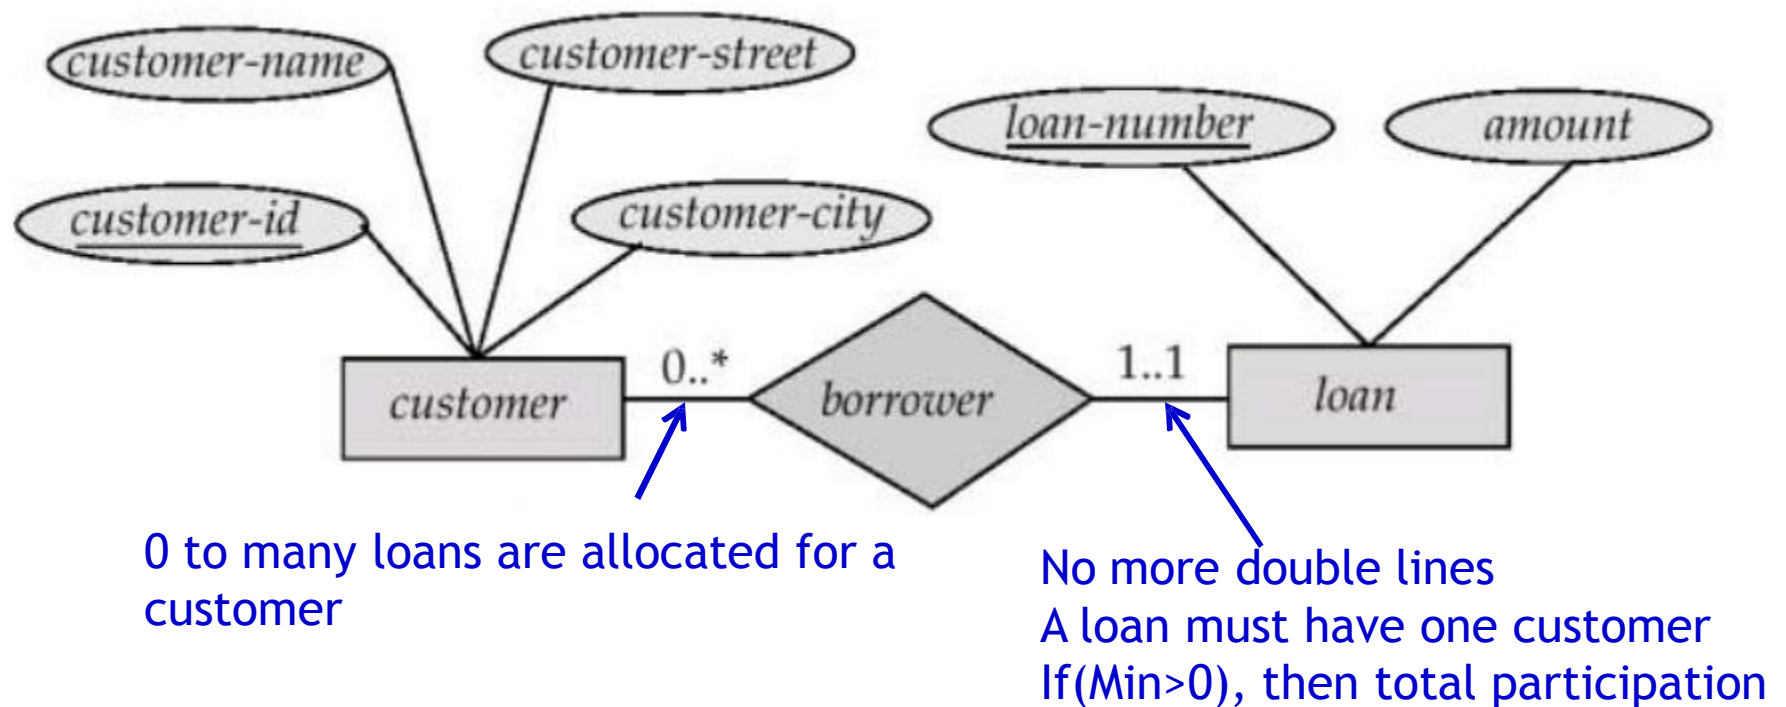 customer-name
customer-street
loan-number
amount
customer-id
customer-city
0..*
1..1
customer
borrower
loan
0 to many loans are allocated for a
customer
No more double lines
A loan must have one customer
If(Min>0), then total participation